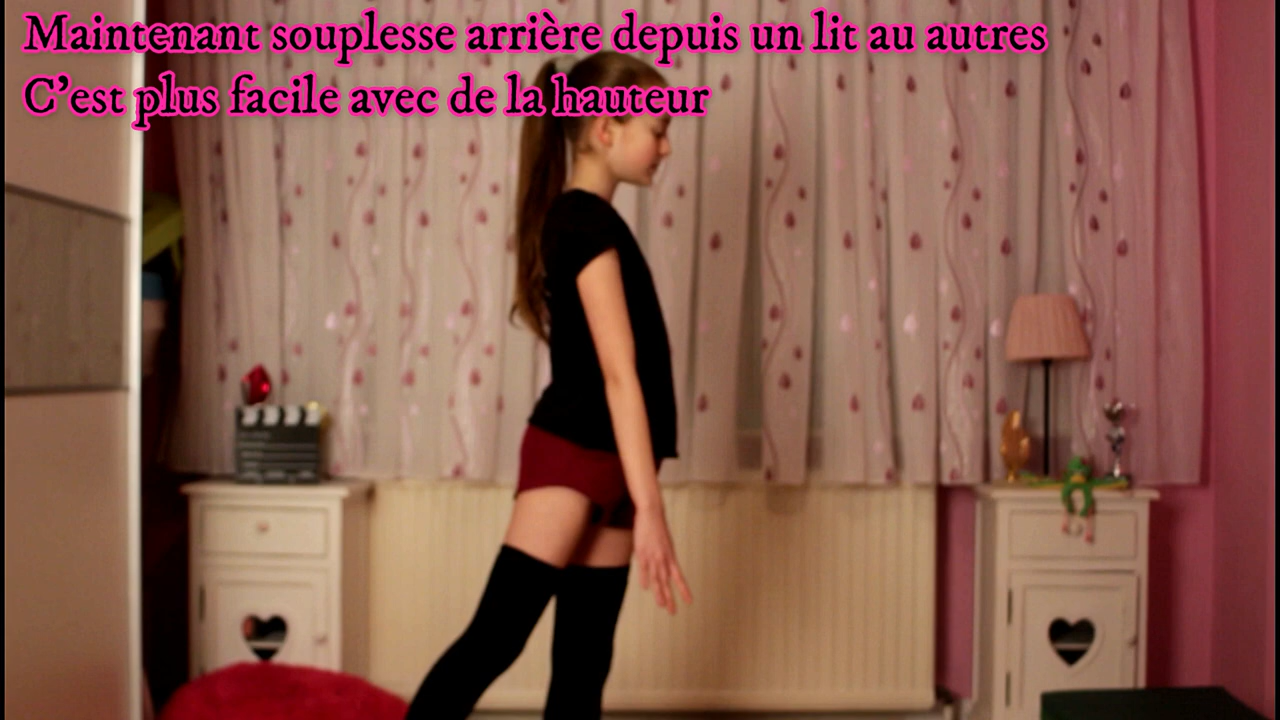 Maintenant souplesse arrière depuis un lit au autres
C'est plus facile avec de la hauteur